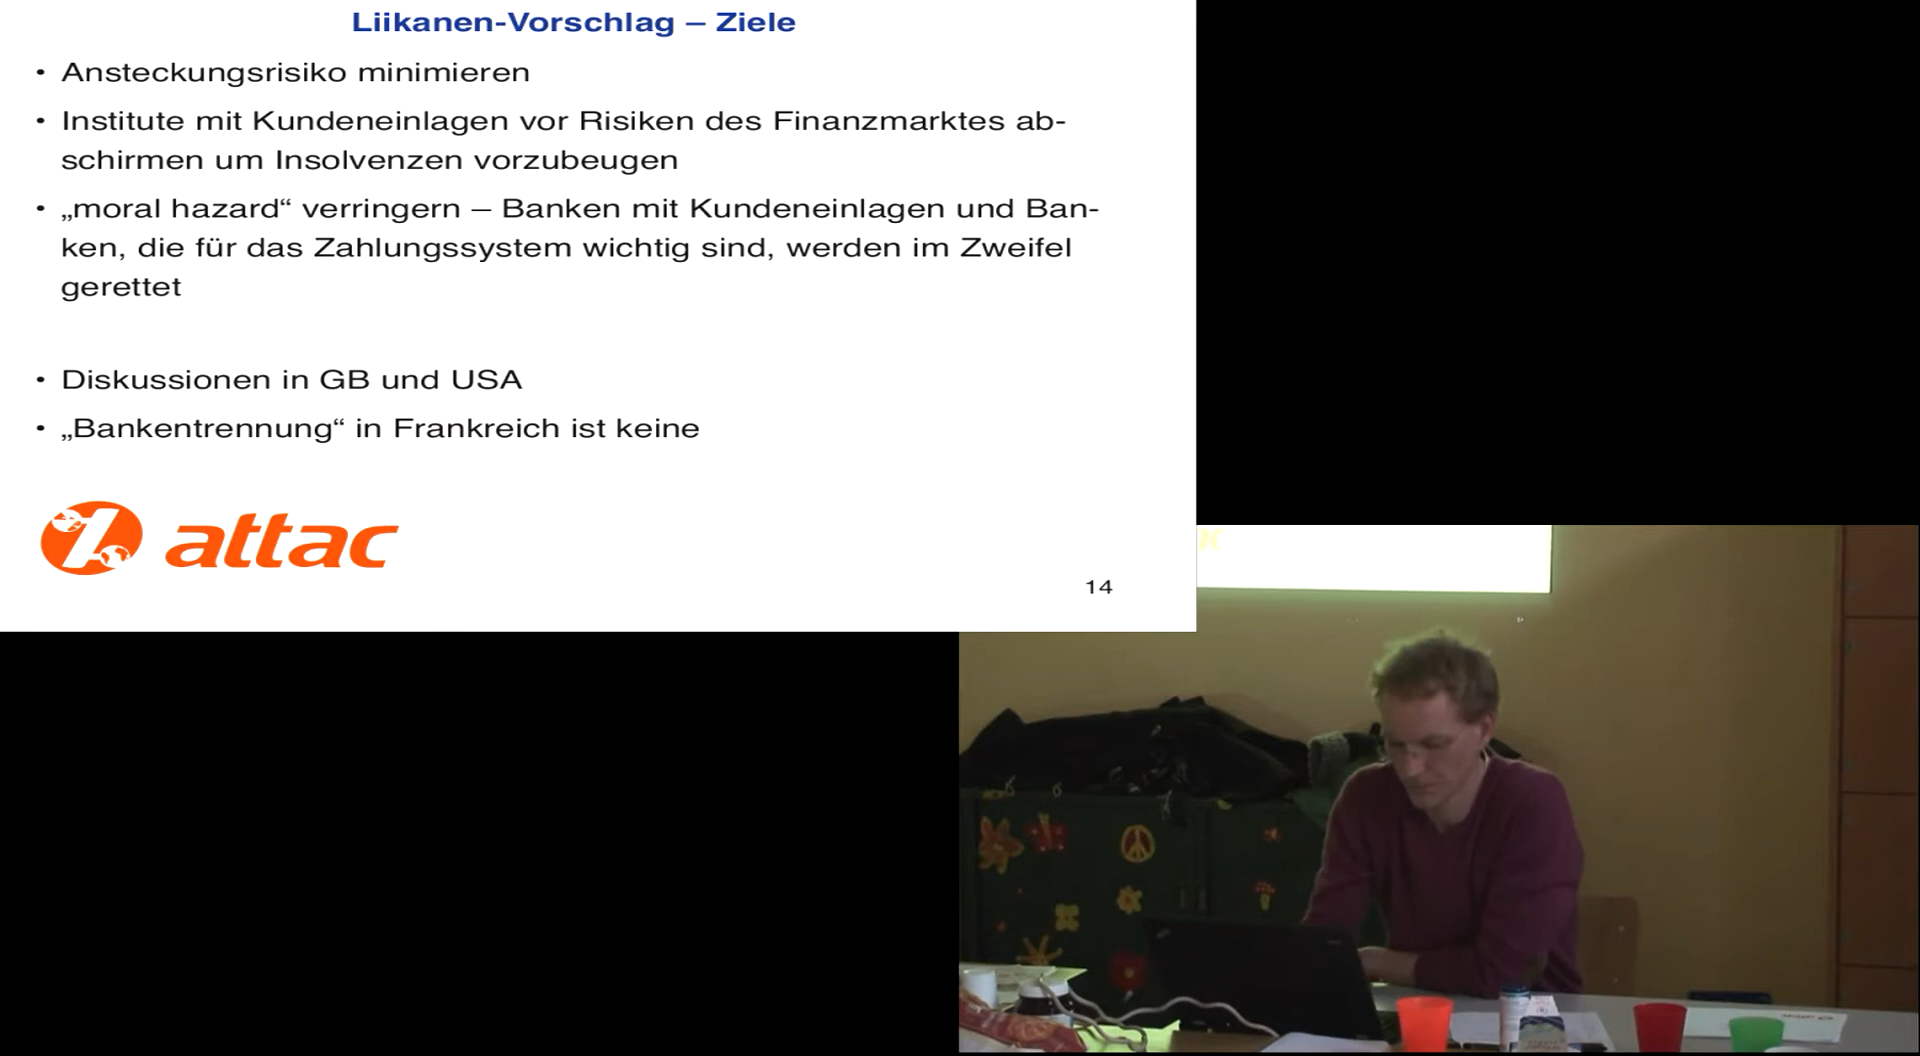 Liikanen-Vorschlag – Ziele
• Ansteckungsrisiko minimieren
• Institute mit Kundeneinlagen vor Risiken des Finanzmarktes ab-
schirmen um Insolvenzen vorzubeugen
• „moral hazard“ verringern – Banken mit Kundeneinlagen und Ban-
ken, die für das Zahlungssystem wichtig sind, werden im Zweifel
gerettet
• Diskussionen in GB und USA
• „Bankentrennung“ in Frankreich ist keine
attac
14